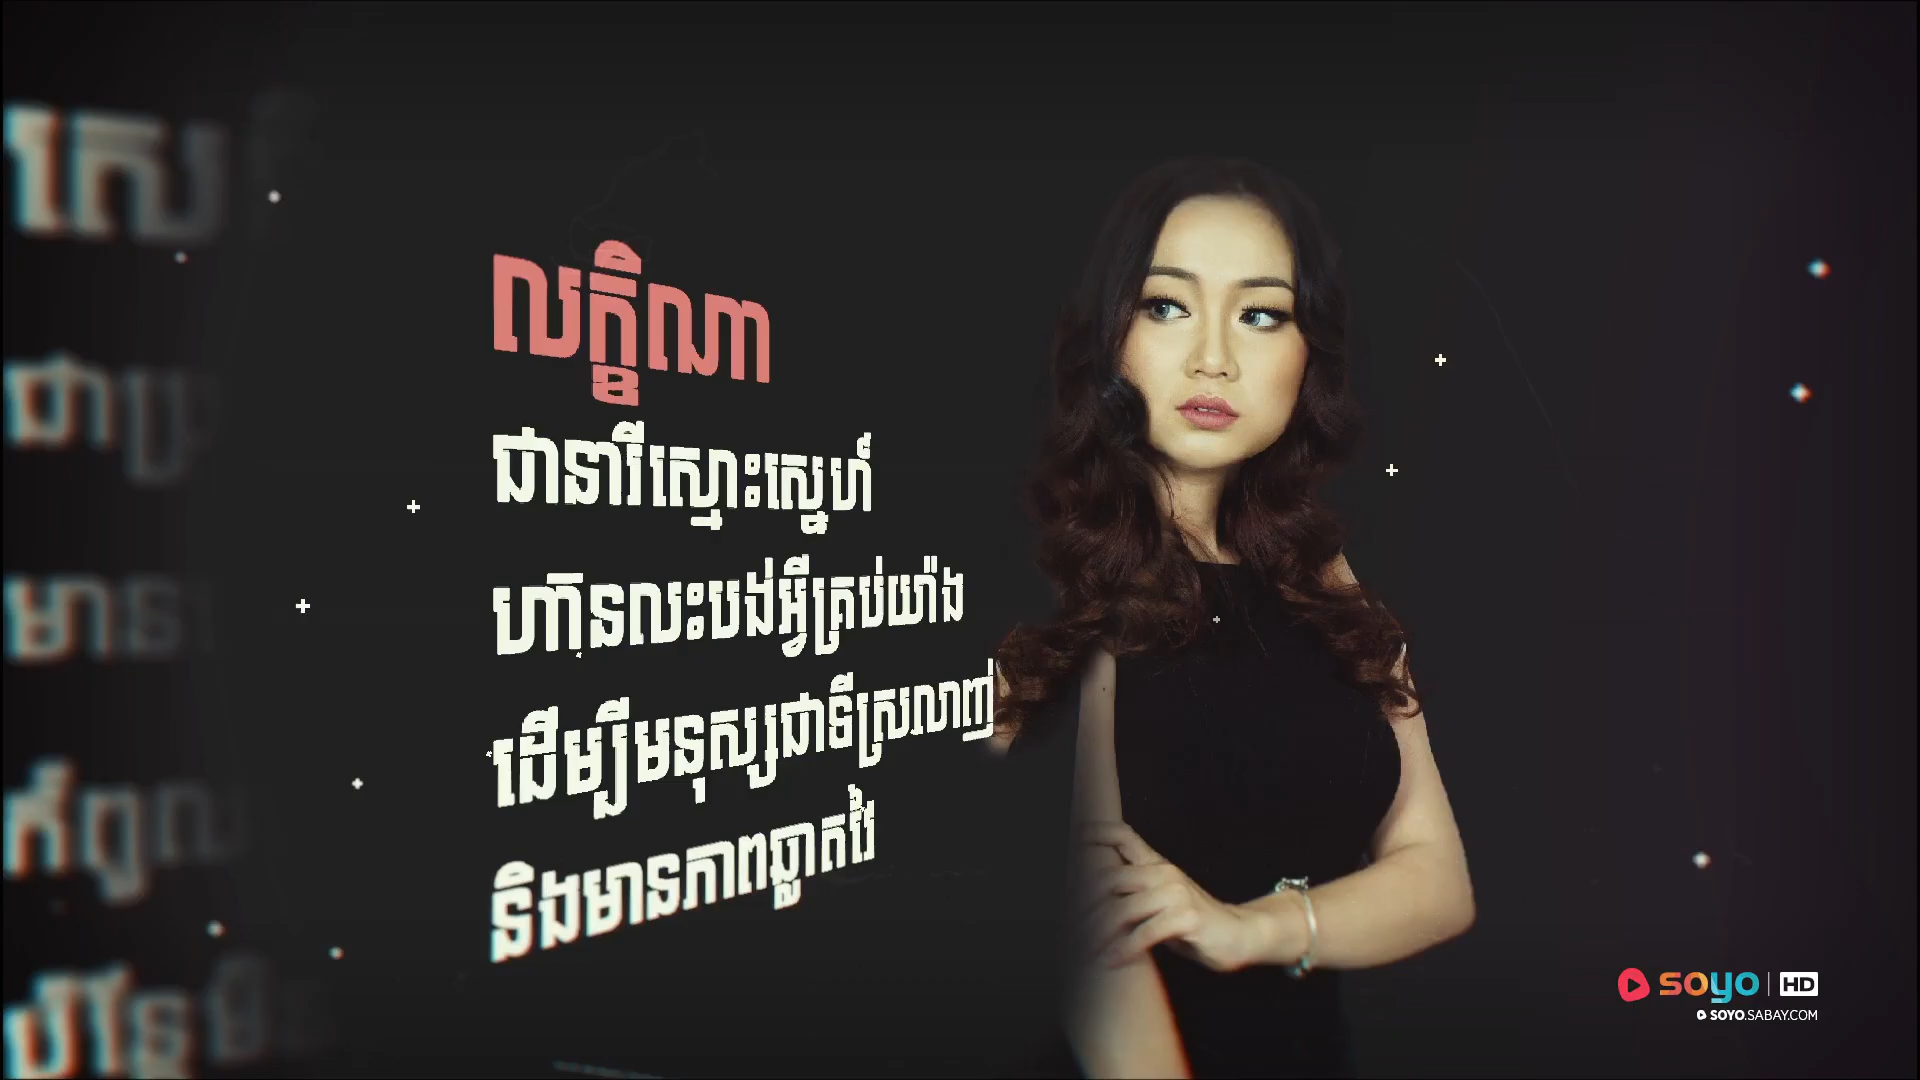 លក្ខិណា
ជានារីស្មោះស្នេហ៍
ហ៊ានលះបង់អ្វីគ្រប់យ៉ាង
ដើម្បីមនុស្សជាទីស្រលាញ់
និងមានភាពឆ្លាតវៃ
soyo HD
SOYO.SABAY.COM